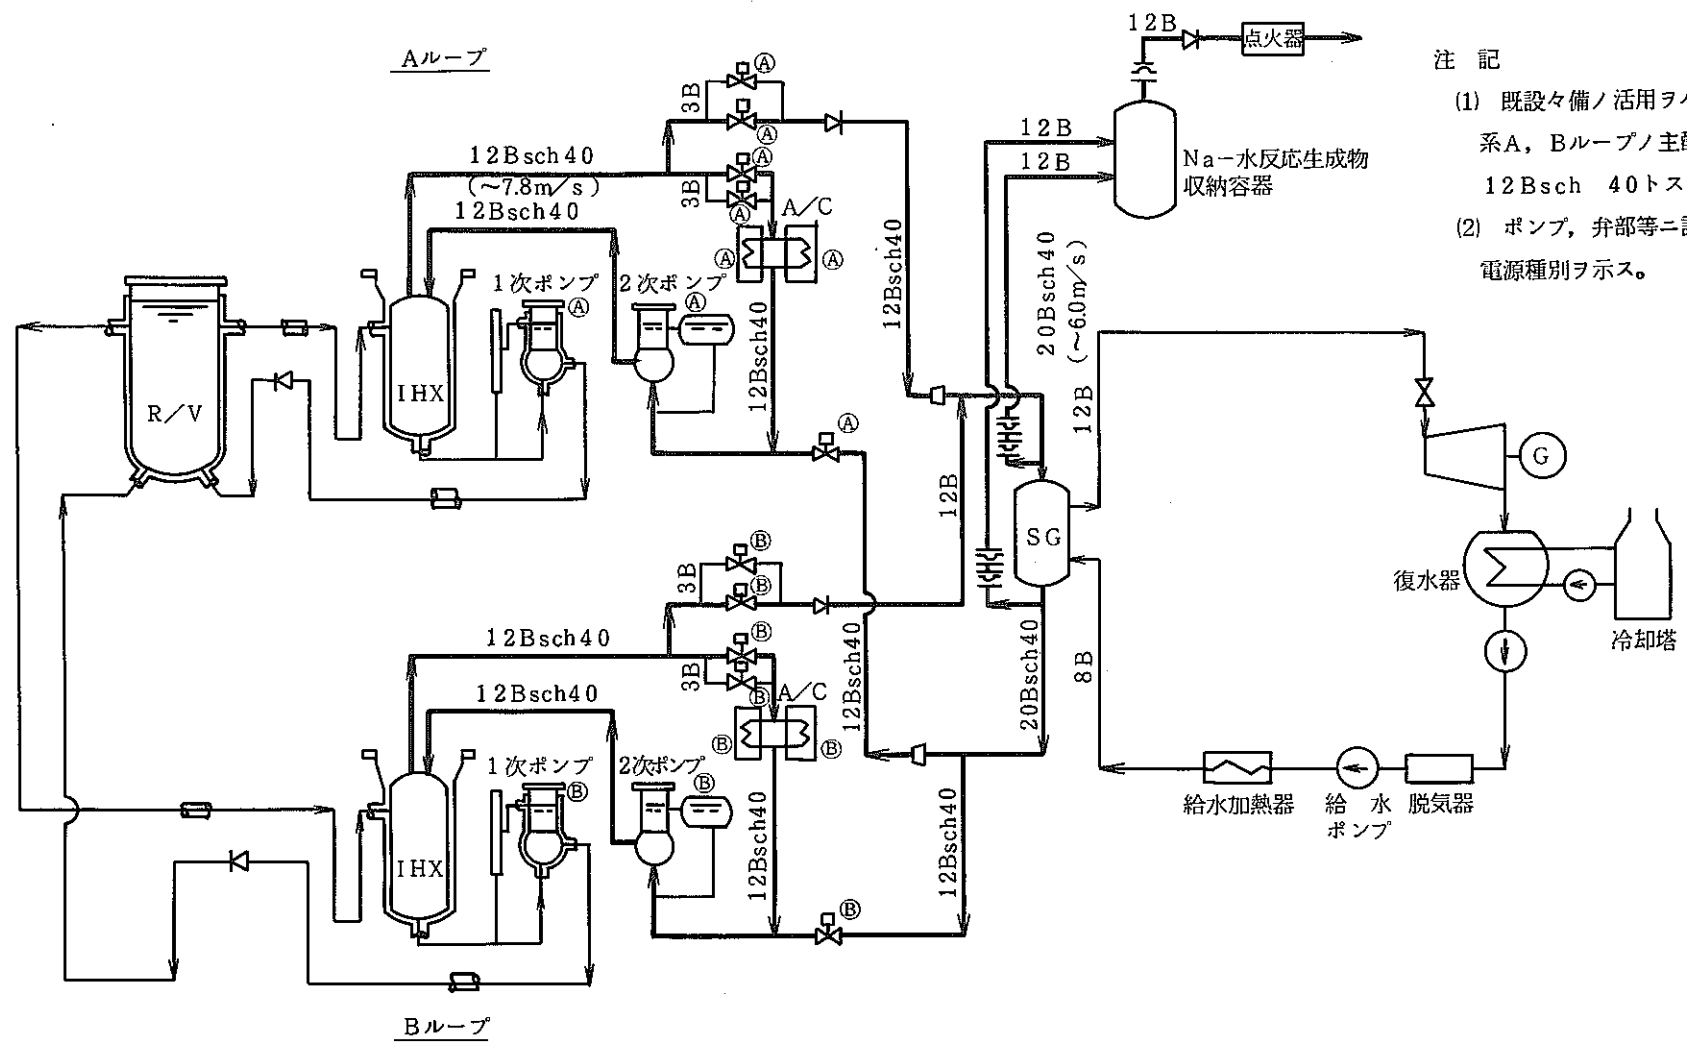 Aループ
12B
点火器
注 記
(1) 既設々備ノ活用ヲ
系A，Bループノ主
12Bsch 40トス
(2) ポンプ，弁部等ニ
電源種別ヲ示ス。
Ⓐ
3B
Ⓐ
12B
12B
Na－水反応生成物
収納容器
12Bsch40
(～7.8m/s)
Ⓐ
3B
Ⓐ
12Bsch40
A/C
Ⓐ
Ⓐ
12Bsch40
20Bsch40
(～6.0m/s)
1次ポンプ
Ⓐ
2次ポンプ
Ⓐ
12Bsch40
12B
R/V
IHX
Ⓐ
G
12B
SG
Ⓑ
3B
Ⓑ
復水器
冷却塔
12Bsch40
Ⓑ
3B
Ⓑ
12Bsch40
A/C
Ⓑ
Ⓑ
12Bsch40
20Bsch40
8B
1次ポンプ
Ⓑ
2次ポンプ
Ⓑ
12Bsch40
12Bsch40
給水加熱器
給水
ポンプ
脱気器
IHX
Ⓑ
Bループ